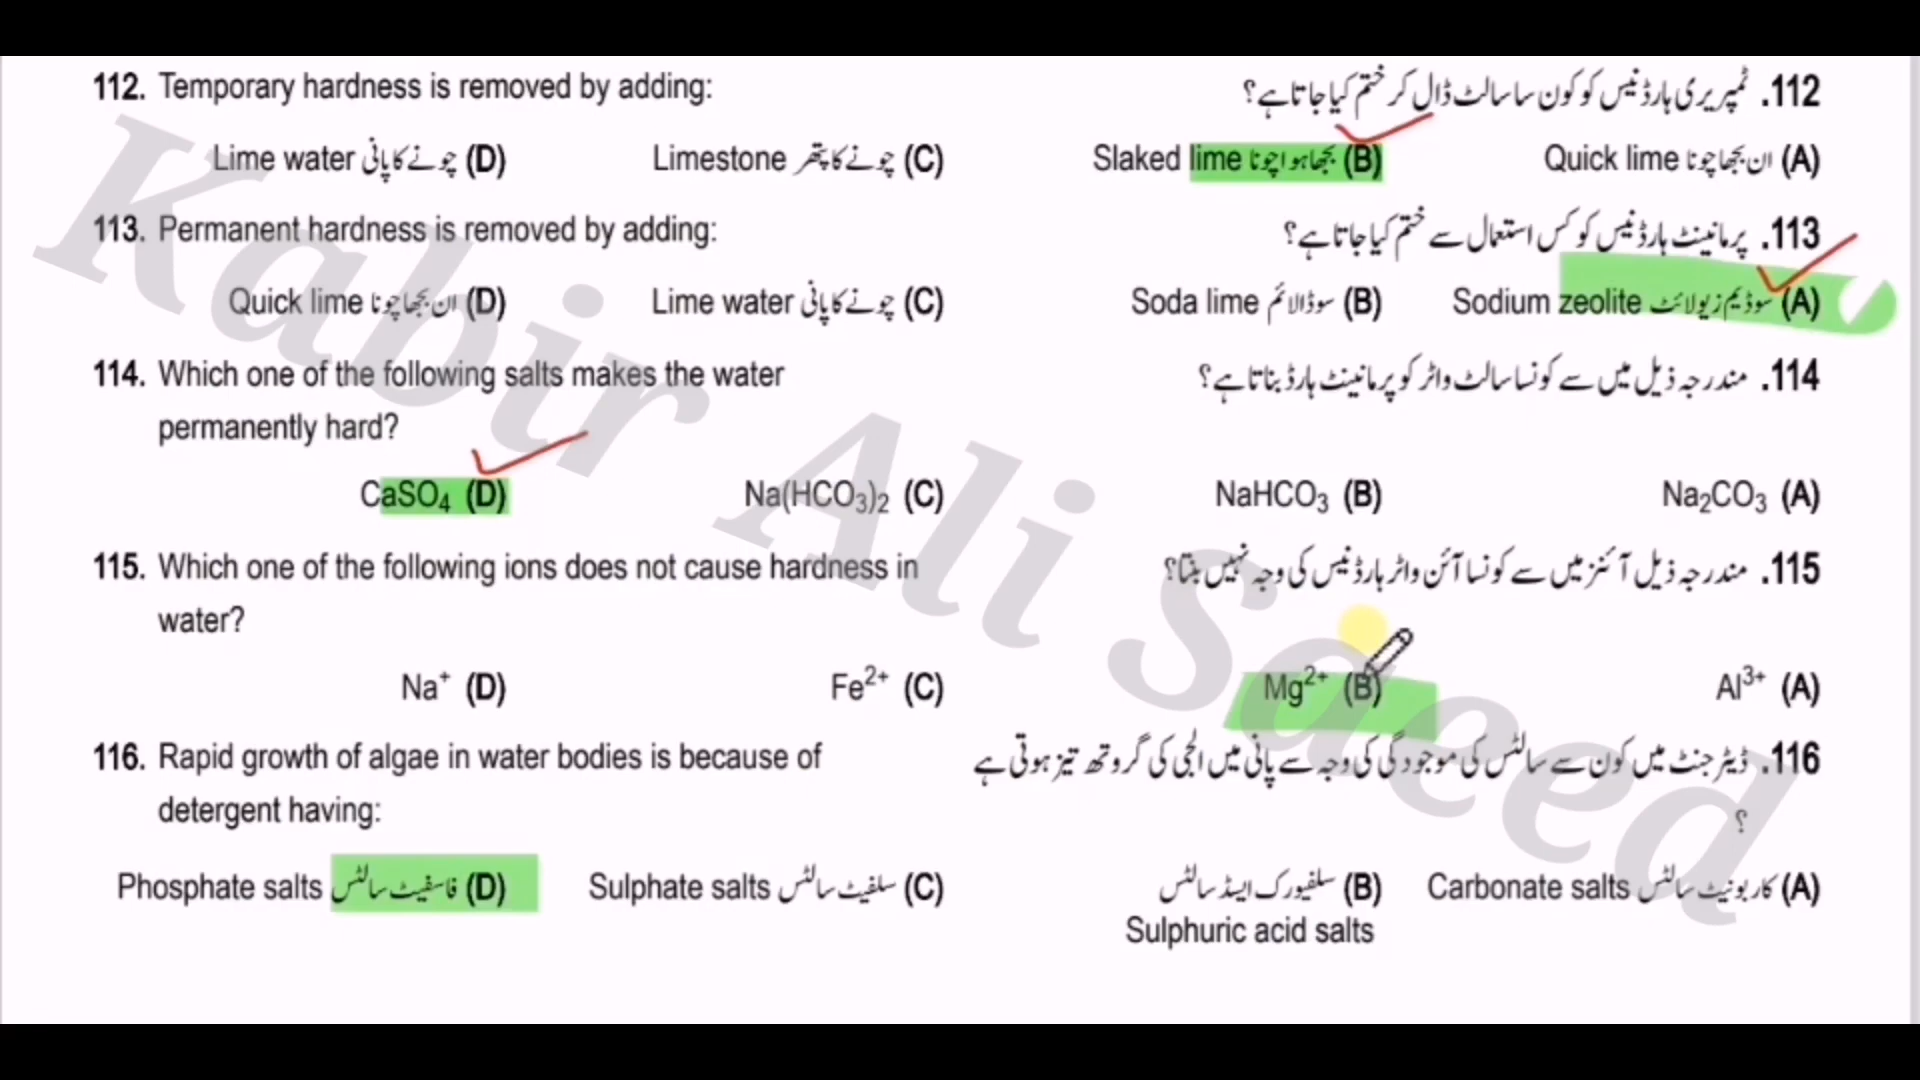 112. Temporary hardness is removed by adding: 112. ٹمپریری ہارڈنیس کو کون سا سالٹ ڈال کر ختم کیا جاتا ہے؟
Lime water چونے کا پانی (D) Limestone چونے کا پتھر (C) Slaked lime بجھا ہوا چونا (B) Quick lime ان بجھا چونا (A)
113. Permanent hardness is removed by adding: 113. پرماننٹ ہارڈنیس کو کس استعمال سے ختم کیا جاتا ہے؟
Quick lime ان بجھا چونا (D) Lime water چونے کا پانی (C) Soda lime سوڈا لائم (B) Sodium zeolite سوڈیم زیولائٹ (A)
114. Which one of the following salts makes the water 114. مندرجہ ذیل میں سے کونسا سالٹ واٹر کو پرماننٹ ہارڈ بناتا ہے؟
permanently hard?
CaSO₄ (D) Na(HCO₃)₂ (C) NaHCO₃ (B) Na₂CO₃ (A)
115. Which one of the following ions does not cause hardness in 115. مندرجہ ذیل آئنز میں سے کونسا آئن واٹر ہارڈنیس کی وجہ نہیں بنتا؟
water?
Na⁺ (D) Fe²⁺ (C) Mg²⁺ (B) Al³⁺ (A)
116. Rapid growth of algae in water bodies is because of 116. ڈیٹرجنٹ میں کون سے سالٹس کی موجودگی کی وجہ سے پانی میں الجی کی گروتھ تیز ہوتی ہے
detergent having: ؟
Phosphate salts فاسفیٹ سالٹس (D) Sulphate salts سلفیٹ سالٹس (C) سلفیورک ایسڈ سالٹس (B) Carbonate salts کاربونیٹ سالٹس (A)
Sulphuric acid salts
Kabir Ali Saeed